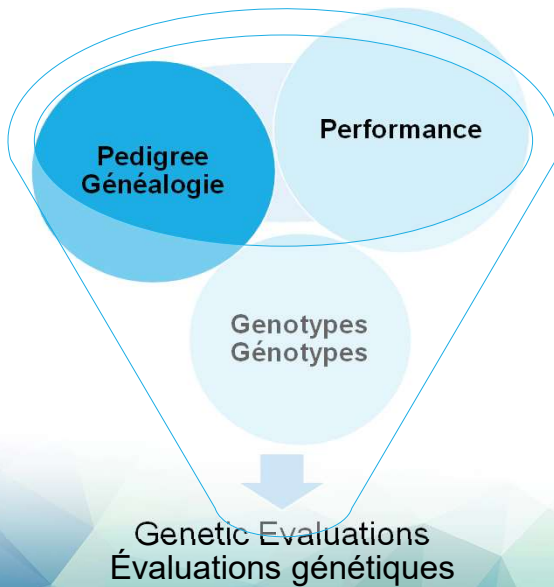 Pedigree
Généalogie
Performance
Genotypes
Génotypes
Genetic Evaluations
Évaluations génétiques